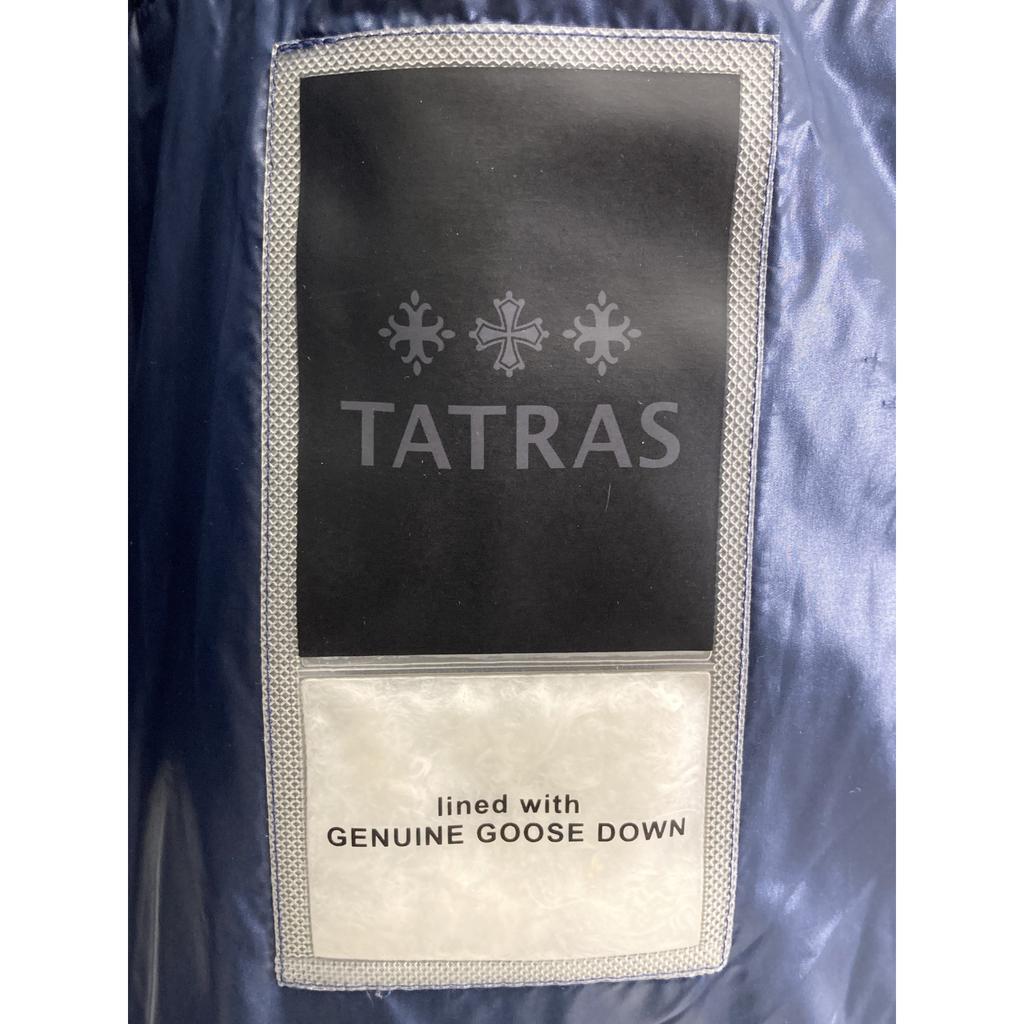 TATRAS
lined with
GENUINE GOOSE DOWN